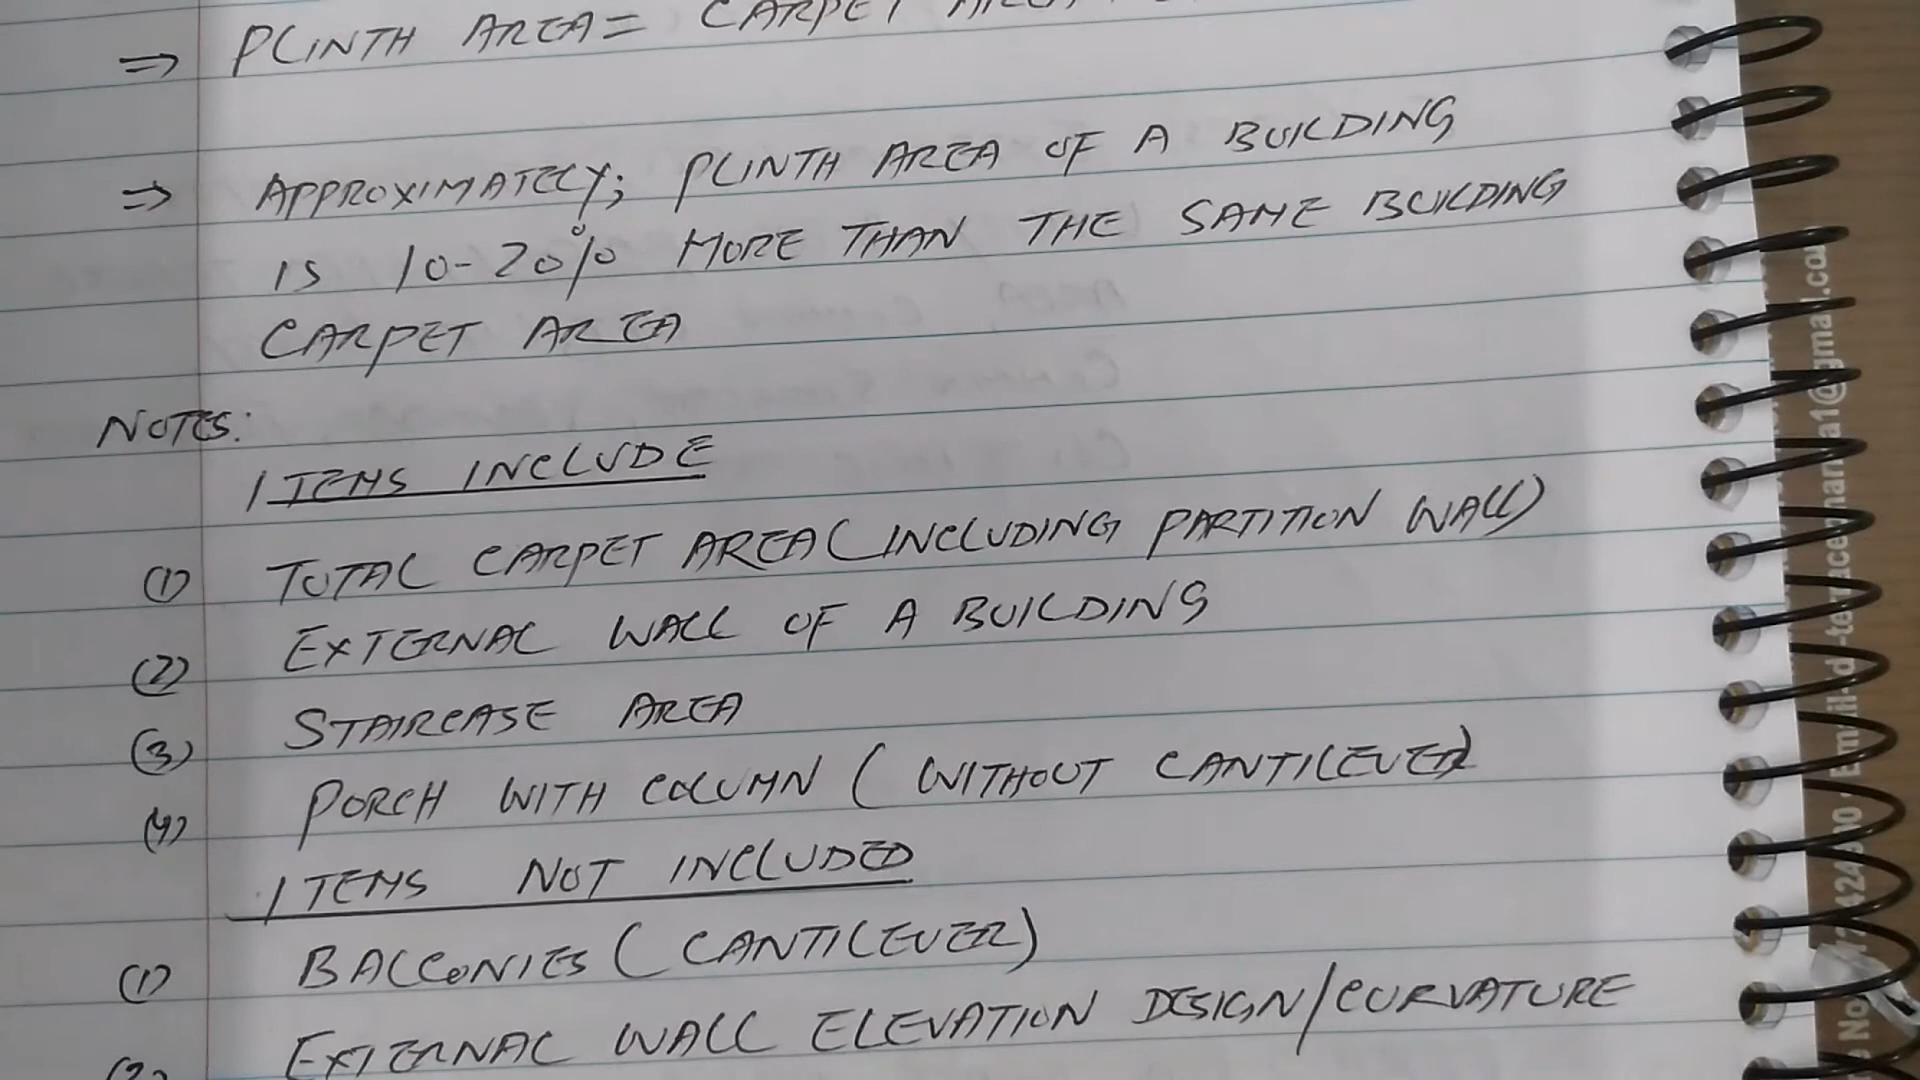 ⇒ PLINTH AREA = CARPET AREA
⇒ APPROXIMATELY; PLINTH AREA OF A BUILDING
IS 10-20% MORE THAN THE SAME BUILDING
CARPET AREA
NOTES:
ITEMS INCLUDE
(1) TOTAL CARPET AREA (INCLUDING PARTITION WALL)
(2) EXTERNAL WALL OF A BUILDING
(3) STAIRCASE AREA
(4) PORCH WITH COLUMN (WITHOUT CANTILEVER)
ITEMS NOT INCLUDED
(1) BALCONIES (CANTILEVER)
(2) EXTERNAL WALL ELEVATION DESIGN/CURVATURE